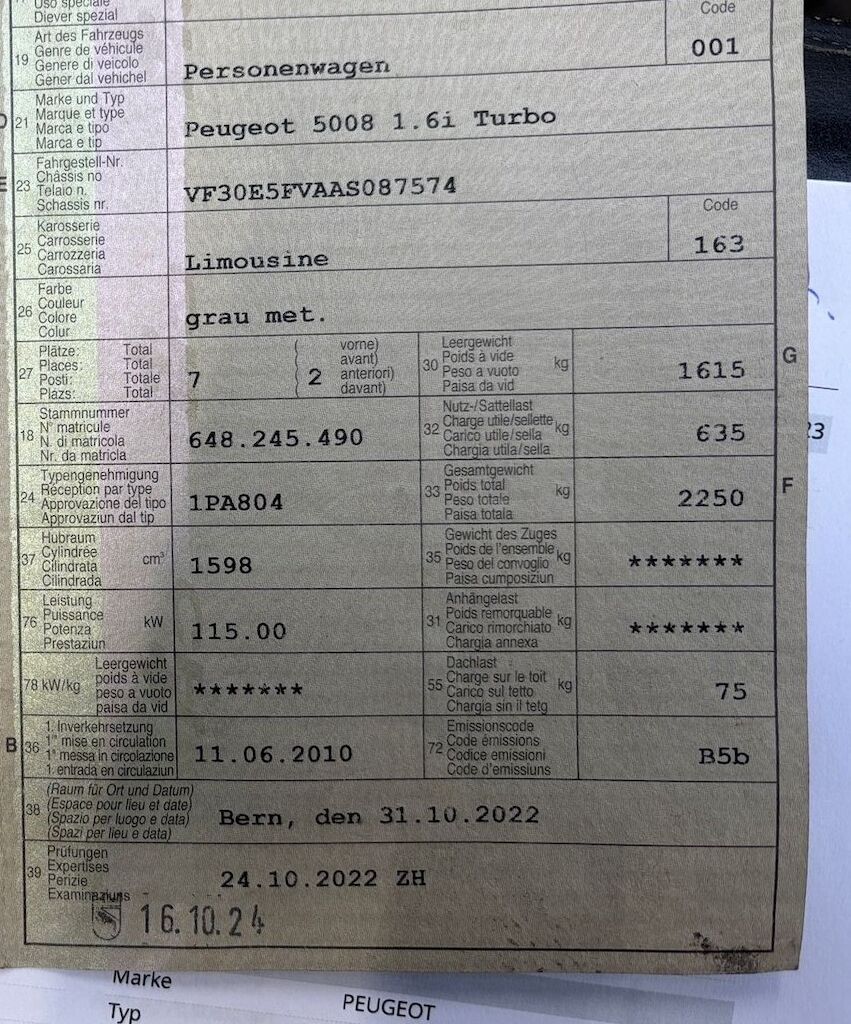 Uso speciale
Diever spezial
Code
19
Art des Fahrzeugs
Genre de véhicule
Genere di veicolo
Gener dal vehichel
Personenwagen
001
21
Marke und Typ
Marque et type
Marca e tipo
Marca e tip
Peugeot 5008 1.6i Turbo
E
23
Fahrgestell-Nr.
Châssis no
Telaio n.
Schassis nr.
VF30E5FVAAS087574
25
Karosserie
Carrosserie
Carrozzeria
Carossaria
Limousine
Code
163
26
Farbe
Couleur
Colore
Colur
grau met.
27
Plätze: Total
Places: Total
Posti: Totale
Plazs: Total
7
( vorne)
( avant)
( anteriori)
( davant)
2
30
Leergewicht
Poids à vide
Peso a vuoto
Paisa da vid
kg
1615
G
18
Stammnummer
N° matricule
N. di matricola
Nr. da matricla
648.245.490
32
Nutz-/Sattellast
Charge utile/sellette
Carico utile/sella
Chargia utila/sella
kg
635
23
24
Typengenehmigung
Réception par type
Approvazione del tipo
Approvaziun dal tip
1PA804
33
Gesamtgewicht
Poids total
Peso totale
Paisa totala
kg
2250
F
37
Hubraum
Cylindrée
Cilindrata
Cilindrada
cm³
1598
35
Gewicht des Zuges
Poids de l'ensemble
Peso del convoglio
Paisa cumposiziun
kg
*******
76
Leistung
Puissance
Potenza
Prestaziun
kW
115.00
31
Anhängelast
Poids remorquable
Carico rimorchiato
Chargia annexa
kg
*******
78 kW/kg
Leergewicht
poids à vide
peso a vuoto
paisa da vid
*******
55
Dachlast
Charge sur le toit
Carico sul tetto
Chargia sin il tetg
kg
75
B
36
1. Inverkehrsetzung
1re mise en circulation
1a messa in circolazione
1. entrada en circulaziun
11.06.2010
72
Emissionscode
Code émissions
Codice emissioni
Code d'emissiuns
B5b
38
(Raum für Ort und Datum)
(Espace pour lieu et date)
(Spazio per luogo e data)
(Spazi per lieu e data)
Bern, den 31.10.2022
39
Prüfungen
Expertises
Perizie
Examinaziuns
24.10.2022 ZH
16.10.24
Marke
PEUGEOT
Typ